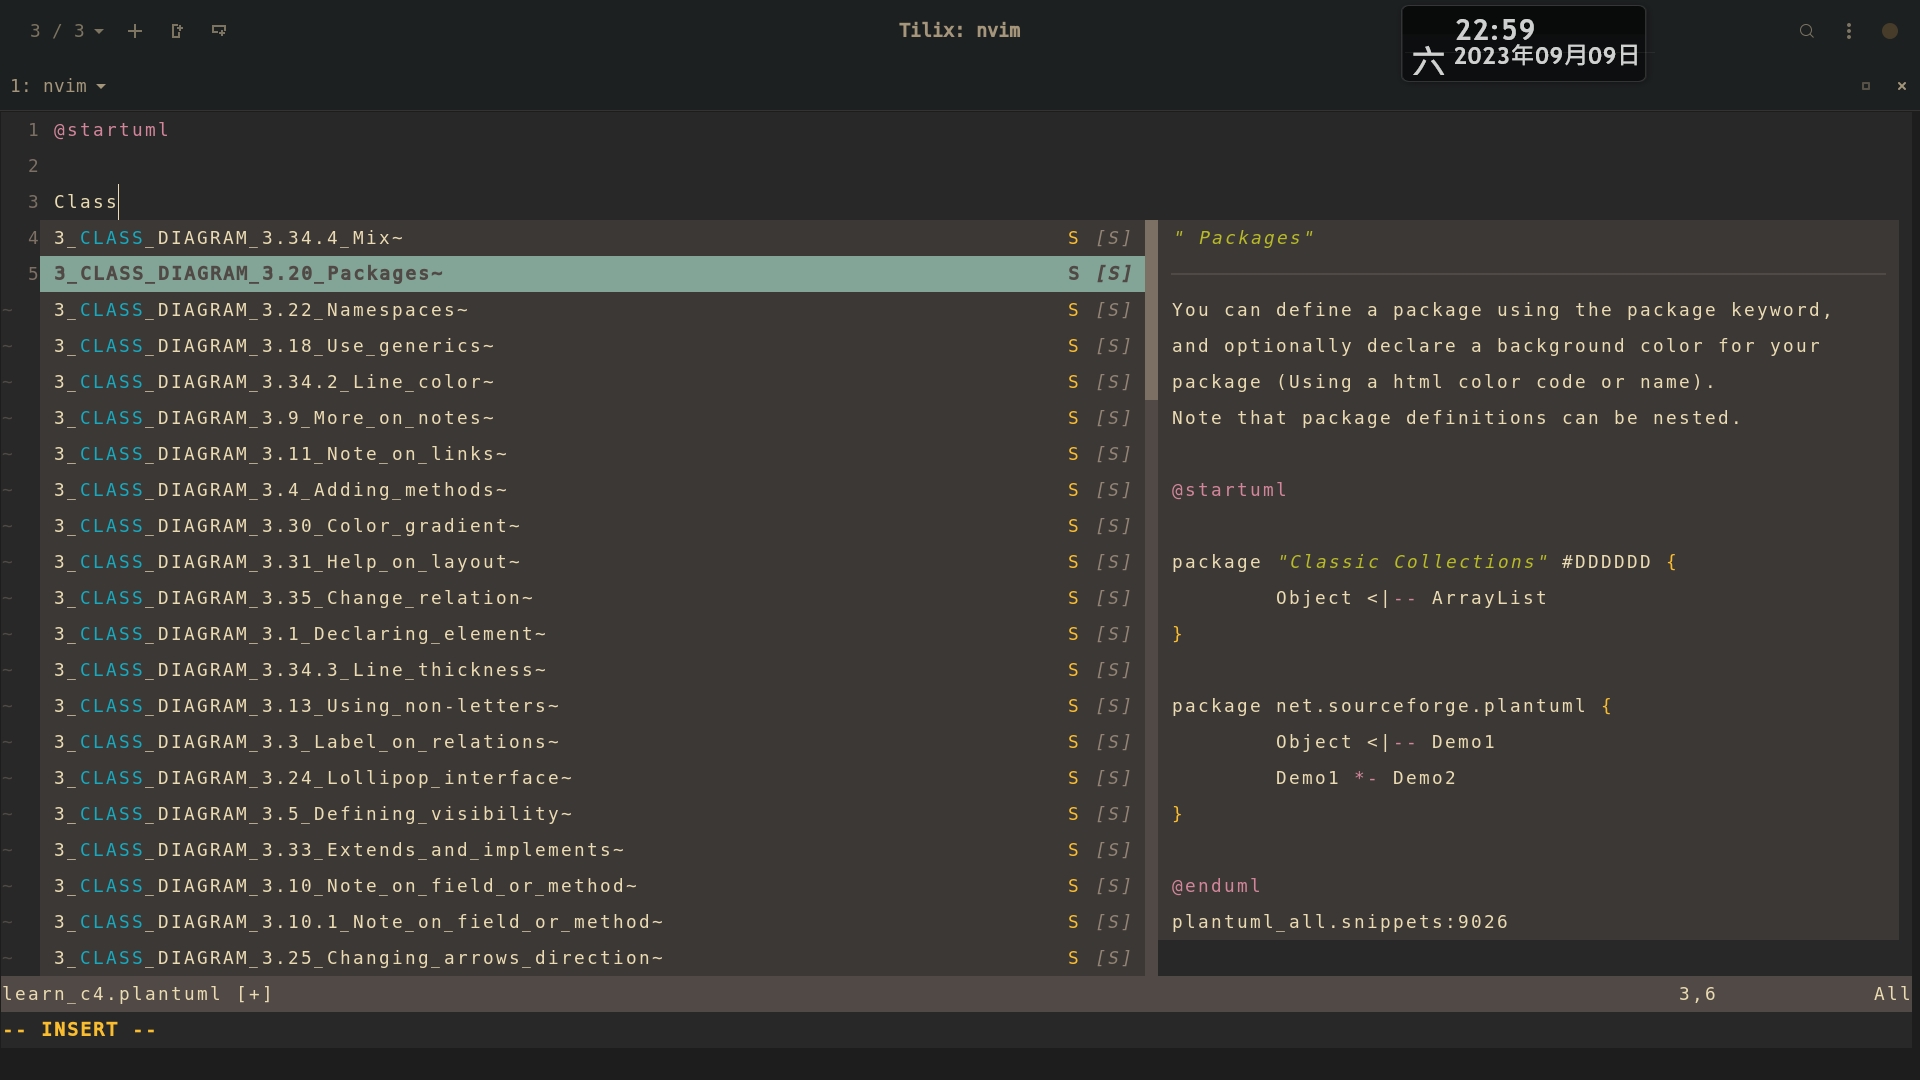 3 / 3
Tilix: nvim
22:59
六 2023年09月09日
1: nvim
1 @startuml
2
3 Class
4 3_CLASS_DIAGRAM_3.34.4_Mix~ S [S]
5 3_CLASS_DIAGRAM_3.20_Packages~ S [S]
~ 3_CLASS_DIAGRAM_3.22_Namespaces~ S [S]
~ 3_CLASS_DIAGRAM_3.18_Use_generics~ S [S]
~ 3_CLASS_DIAGRAM_3.34.2_Line_color~ S [S]
~ 3_CLASS_DIAGRAM_3.9_More_on_notes~ S [S]
~ 3_CLASS_DIAGRAM_3.11_Note_on_links~ S [S]
~ 3_CLASS_DIAGRAM_3.4_Adding_methods~ S [S]
~ 3_CLASS_DIAGRAM_3.30_Color_gradient~ S [S]
~ 3_CLASS_DIAGRAM_3.31_Help_on_layout~ S [S]
~ 3_CLASS_DIAGRAM_3.35_Change_relation~ S [S]
~ 3_CLASS_DIAGRAM_3.1_Declaring_element~ S [S]
~ 3_CLASS_DIAGRAM_3.34.3_Line_thickness~ S [S]
~ 3_CLASS_DIAGRAM_3.13_Using_non-letters~ S [S]
~ 3_CLASS_DIAGRAM_3.3_Label_on_relations~ S [S]
~ 3_CLASS_DIAGRAM_3.24_Lollipop_interface~ S [S]
~ 3_CLASS_DIAGRAM_3.5_Defining_visibility~ S [S]
~ 3_CLASS_DIAGRAM_3.33_Extends_and_implements~ S [S]
~ 3_CLASS_DIAGRAM_3.10_Note_on_field_or_method~ S [S]
~ 3_CLASS_DIAGRAM_3.10.1_Note_on_field_or_method~ S [S]
~ 3_CLASS_DIAGRAM_3.25_Changing_arrows_direction~ S [S]
" Packages"
You can define a package using the package keyword,
and optionally declare a background color for your
package (Using a html color code or name).
Note that package definitions can be nested.
@startuml
package "Classic Collections" #DDDDDD {
Object <|-- ArrayList
}
package net.sourceforge.plantuml {
Object <|-- Demo1
Demo1 *- Demo2
}
@enduml
plantuml_all.snippets:9026
learn_c4.plantuml [+] 3,6 All
-- INSERT --